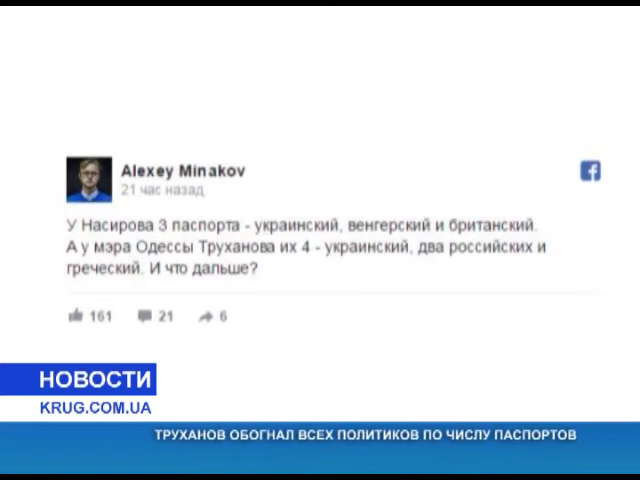 Alexey Minakov
21 час назад
У Насирова 3 паспорта - украинский, венгерский и британский.
А у мэра Одессы Труханова их 4 - украинский, два российских и
греческий. И что дальше?
161 21 6
НОВОСТИ
KRUG.COM.UA
ТРУХАНОВ ОБОГНАЛ ВСЕХ ПОЛИТИКОВ ПО ЧИСЛУ ПАСПОРТОВ